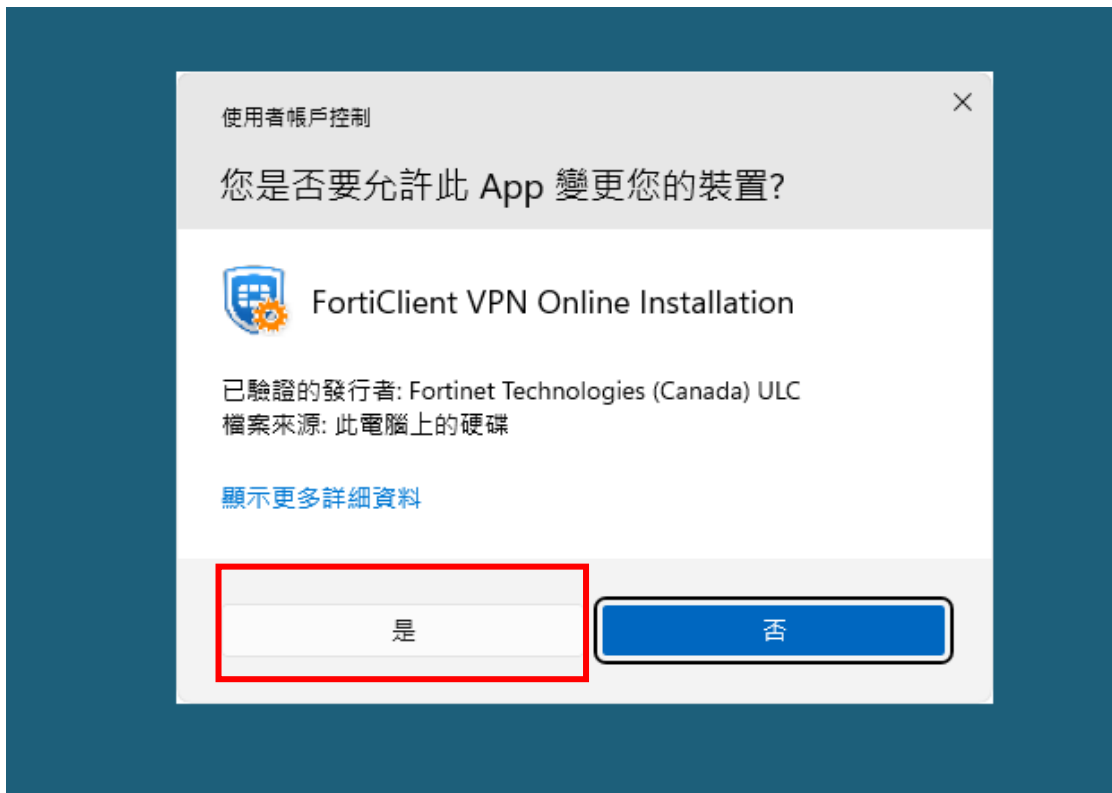 使用者帳戶控制
您是否要允許此 App 變更您的裝置?
FortiClient VPN Online Installation
已驗證的發行者: Fortinet Technologies (Canada) ULC
檔案來源: 此電腦上的硬碟
顯示更多詳細資料
是
否